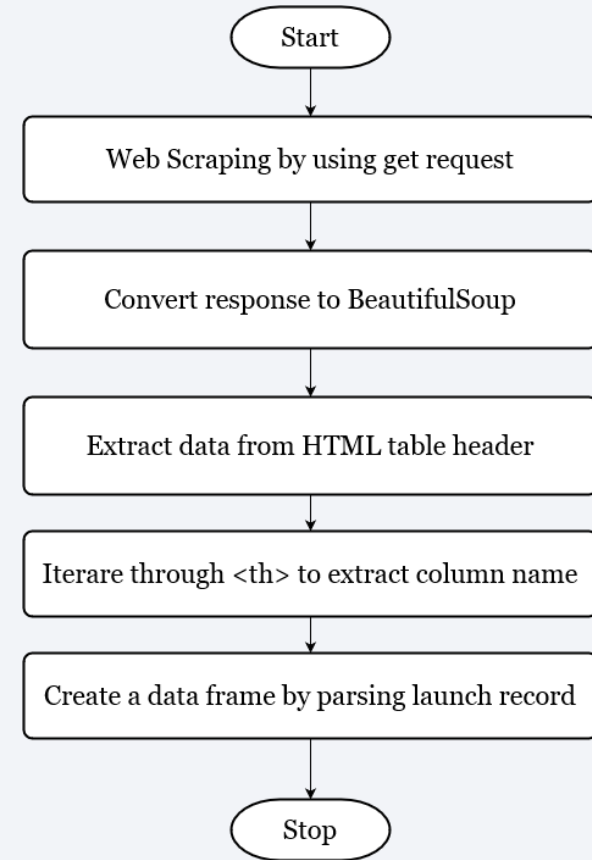 Start
Web Scraping by using get request
Convert response to BeautifulSoup
Extract data from HTML table header
Iterare through <th> to extract column name
Create a data frame by parsing launch record
Stop